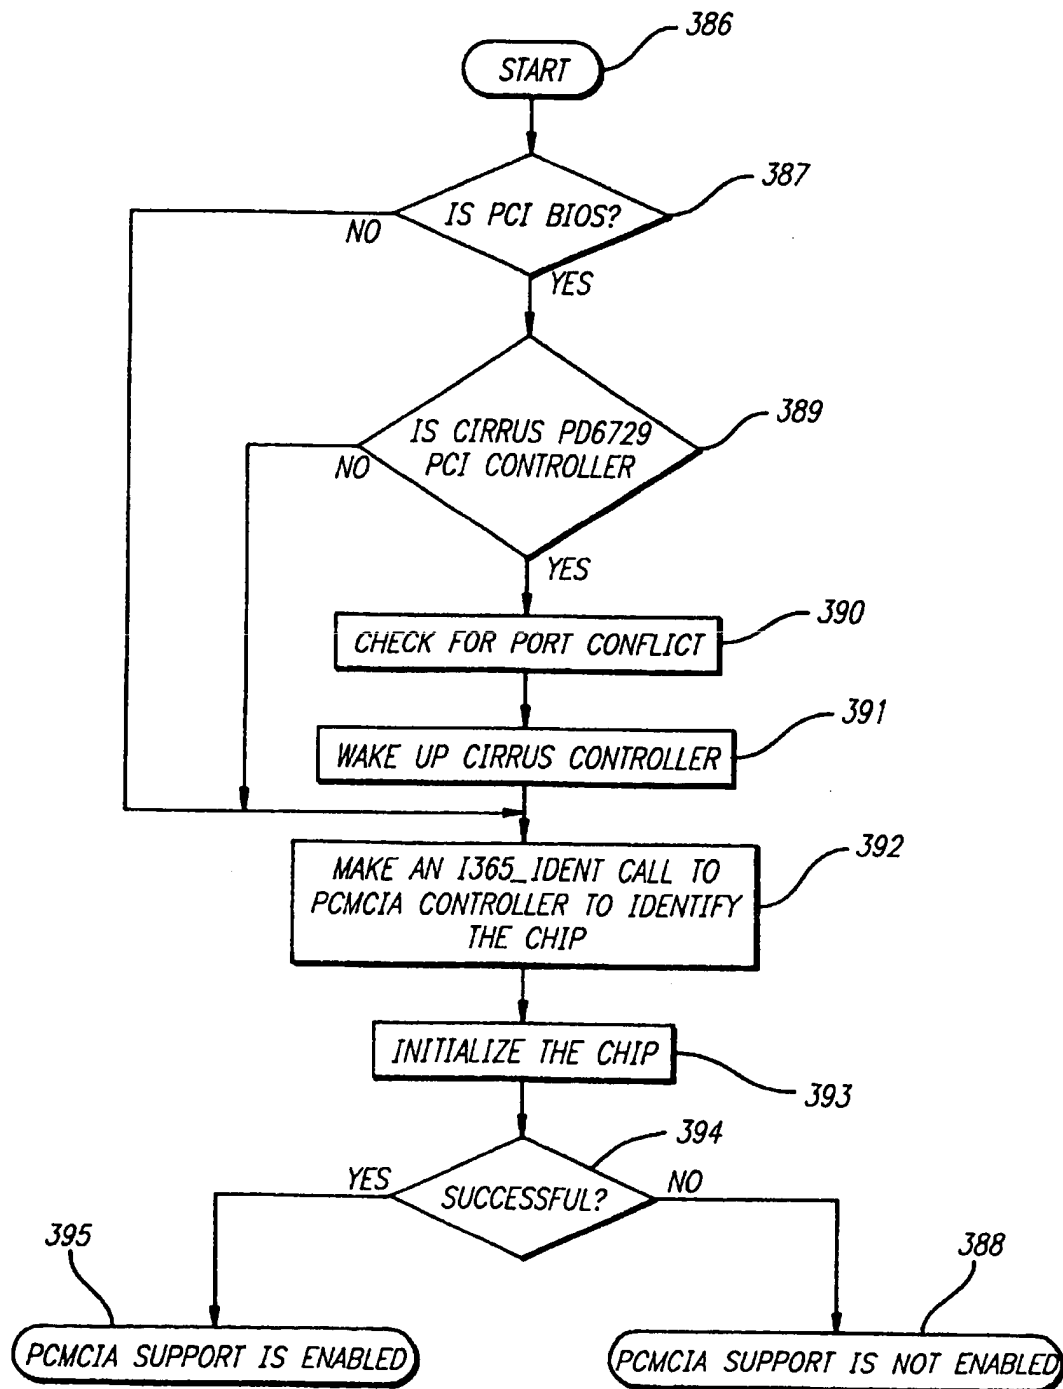 386
START
387
IS PCI BIOS?
NO
YES
389
IS CIRRUS PD6729
PCI CONTROLLER
NO
YES
390
CHECK FOR PORT CONFLICT
391
WAKE UP CIRRUS CONTROLLER
392
MAKE AN I365_IDENT CALL TO
PCMCIA CONTROLLER TO IDENTIFY
THE CHIP
INITIALIZE THE CHIP
393
394
YES
SUCCESSFUL?
NO
395
388
PCMCIA SUPPORT IS ENABLED
PCMCIA SUPPORT IS NOT ENABLED